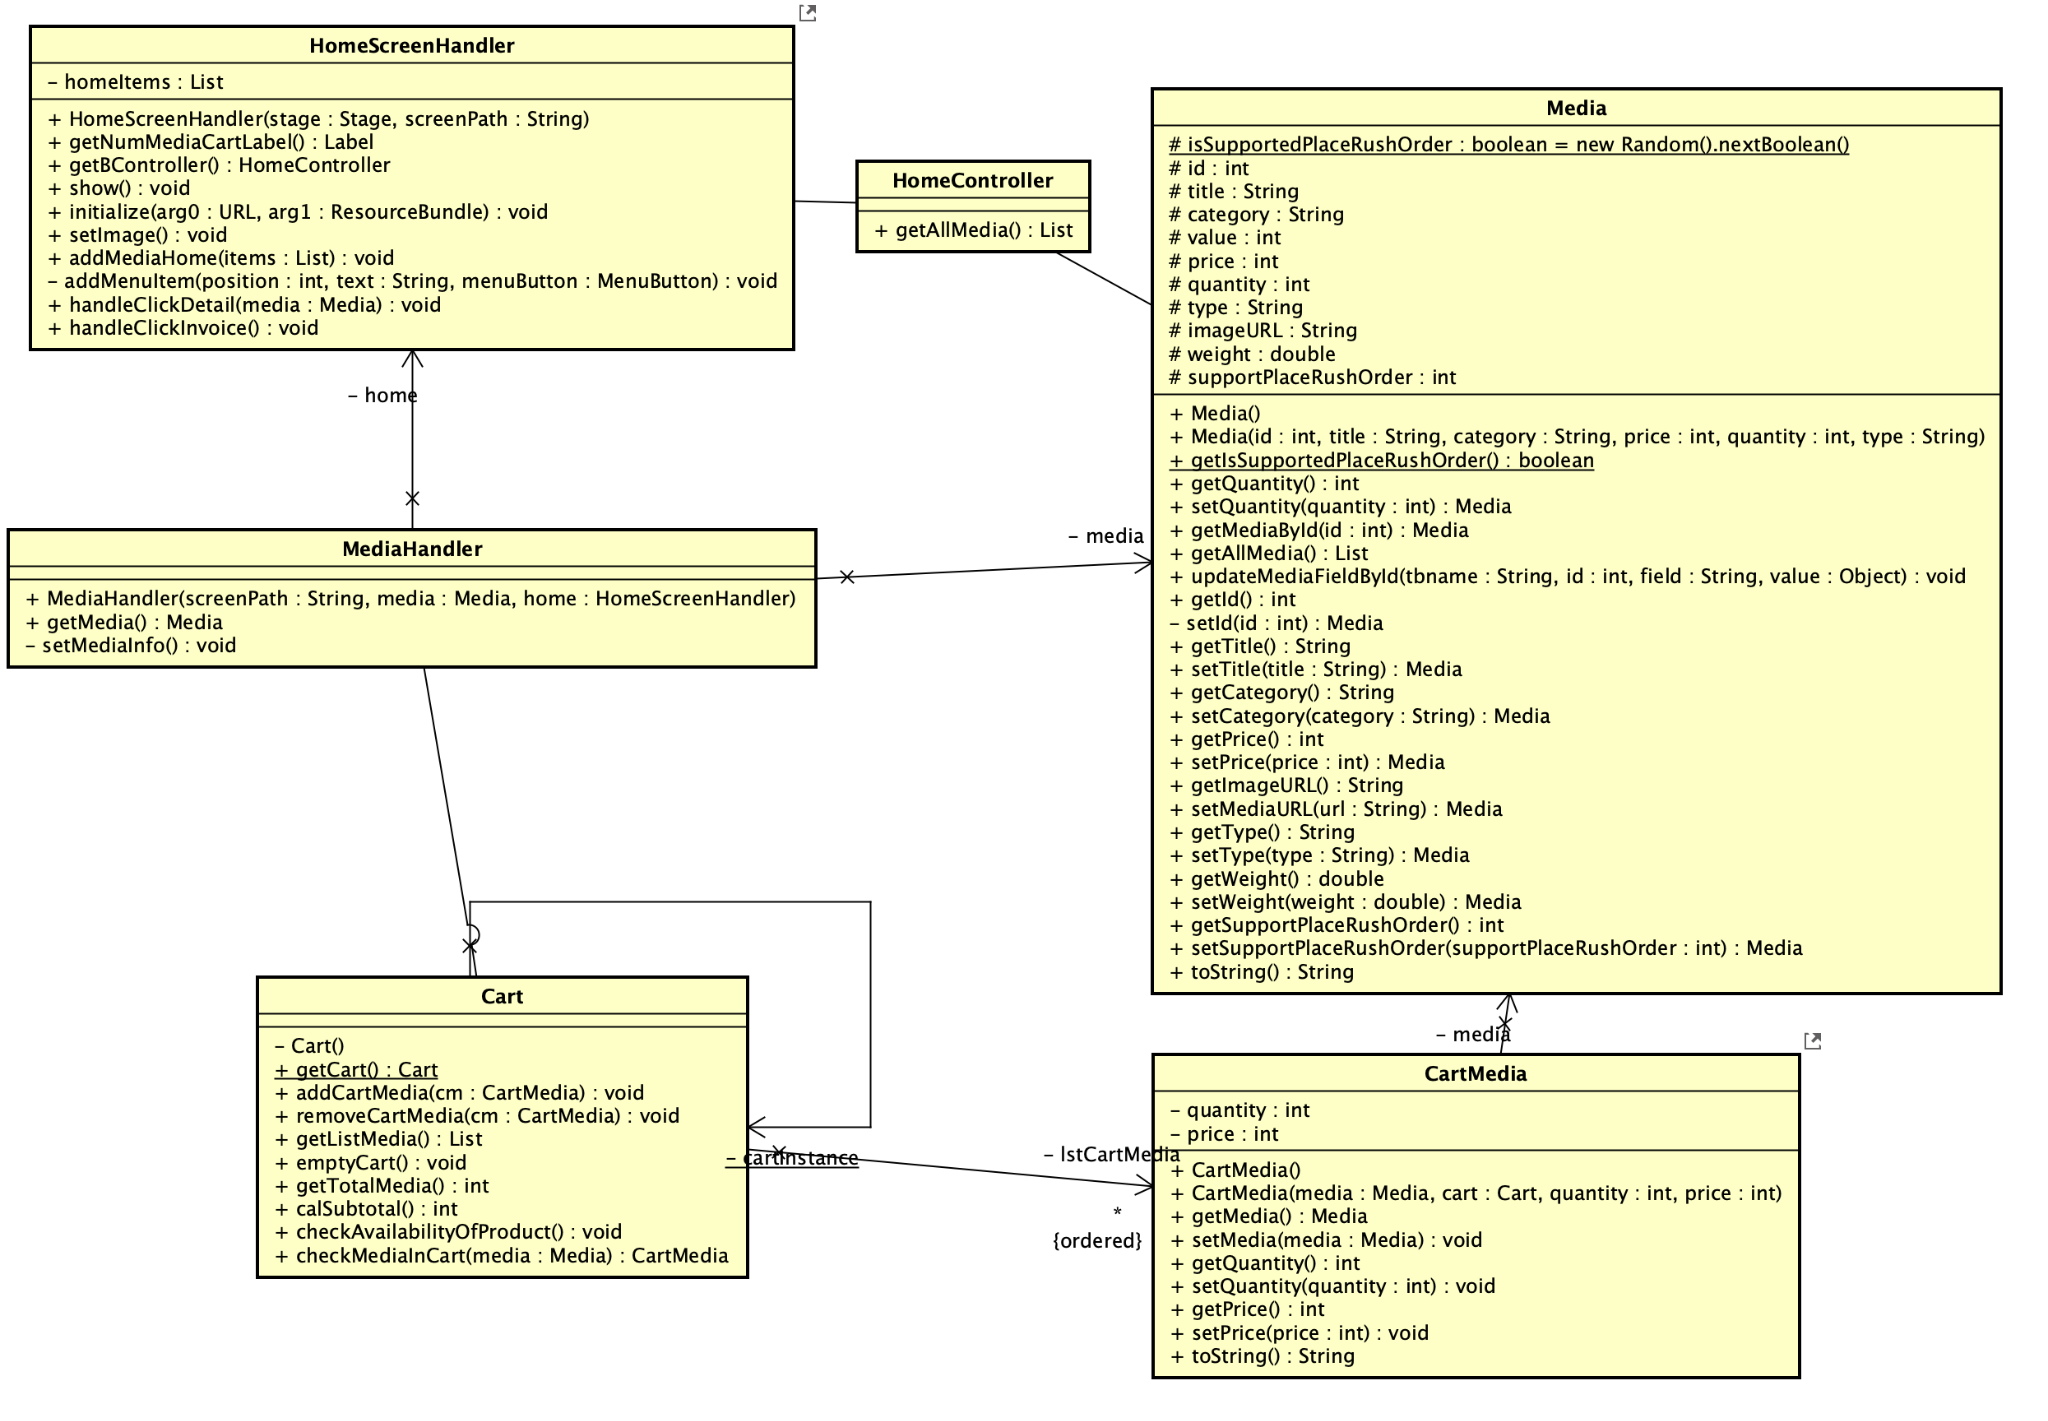 HomeScreenHandler
– homeItems : List
+ HomeScreenHandler(stage : Stage, screenPath : String)
+ getNumMediaCartLabel() : Label
+ getBController() : HomeController
+ show() : void
+ initialize(arg0 : URL, arg1 : ResourceBundle) : void
+ setImage() : void
+ addMediaHome(items : List) : void
– addMenuItem(position : int, text : String, menuButton : MenuButton) : void
+ handleClickDetail(media : Media) : void
+ handleClickInvoice() : void
HomeController
+ getAllMedia() : List
Media
# isSupportedPlaceRushOrder : boolean = new Random().nextBoolean()
# id : int
# title : String
# category : String
# value : int
# price : int
# quantity : int
# type : String
# imageURL : String
# weight : double
# supportPlaceRushOrder : int
+ Media()
+ Media(id : int, title : String, category : String, price : int, quantity : int, type : String)
+ getIsSupportedPlaceRushOrder() : boolean
+ getQuantity() : int
+ setQuantity(quantity : int) : Media
+ getMediaById(id : int) : Media
+ getAllMedia() : List
+ updateMediaFieldById(tbname : String, id : int, field : String, value : Object) : void
+ getId() : int
– setId(id : int) : Media
+ getTitle() : String
+ setTitle(title : String) : Media
+ getCategory() : String
+ setCategory(category : String) : Media
+ getPrice() : int
+ setPrice(price : int) : Media
+ getImageURL() : String
+ setMediaURL(url : String) : Media
+ getType() : String
+ setType(type : String) : Media
+ getWeight() : double
+ setWeight(weight : double) : Media
+ getSupportPlaceRushOrder() : int
+ setSupportPlaceRushOrder(supportPlaceRushOrder : int) : Media
+ toString() : String
– home
– media
MediaHandler
+ MediaHandler(screenPath : String, media : Media, home : HomeScreenHandler)
+ getMedia() : Media
– setMediaInfo() : void
Cart
– Cart()
+ getCart() : Cart
+ addCartMedia(cm : CartMedia) : void
+ removeCartMedia(cm : CartMedia) : void
+ getListMedia() : List
+ emptyCart() : void
+ getTotalMedia() : int
+ calSubtotal() : int
+ checkAvailabilityOfProduct() : void
+ checkMediaInCart(media : Media) : CartMedia
– cartInstance
– lstCartMedia
*
{ordered}
– media
CartMedia
– quantity : int
– price : int
+ CartMedia()
+ CartMedia(media : Media, cart : Cart, quantity : int, price : int)
+ getMedia() : Media
+ setMedia(media : Media) : void
+ getQuantity() : int
+ setQuantity(quantity : int) : void
+ getPrice() : int
+ setPrice(price : int) : void
+ toString() : String